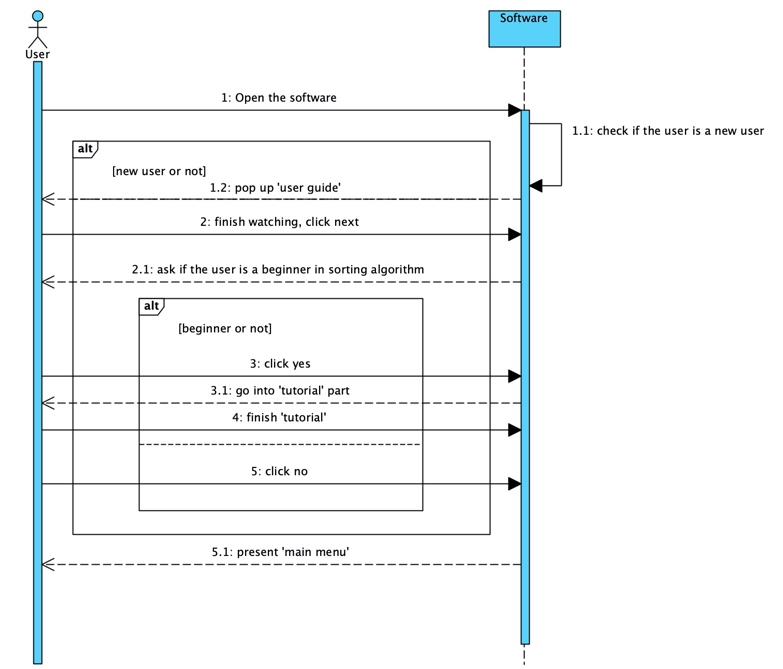 Software
User
1: Open the software
1.1: check if the user is a new user
alt
[new user or not]
1.2: pop up 'user guide'
2: finish watching, click next
2.1: ask if the user is a beginner in sorting algorithm
alt
[beginner or not]
3: click yes
3.1: go into 'tutorial' part
4: finish 'tutorial'
5: click no
5.1: present 'main menu'